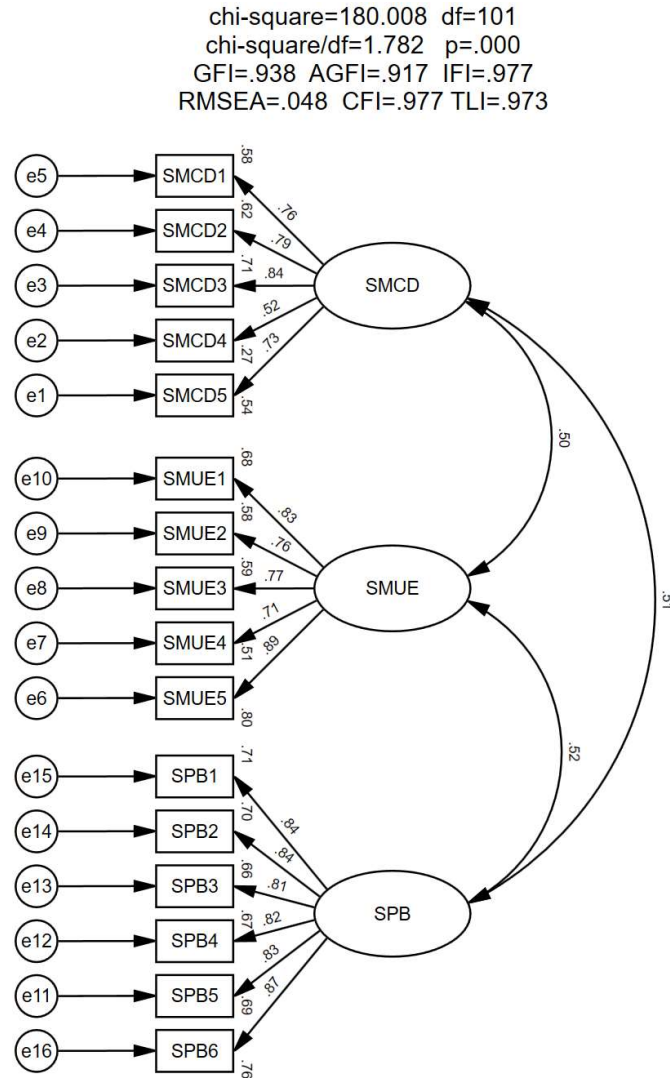 chi-square=180.008 df=101
chi-square/df=1.782 p=.000
GFI=.938 AGFI=.917 IFI=.977
RMSEA=.048 CFI=.977 TLI=.973
.58
e5 SMCD1 .76
.62
e4 SMCD2 .79
.71
e3 SMCD3 .84 SMCD
.52
e2 SMCD4 .73
.27
e1 SMCD5
.54
.50
.68
e10 SMUE1 .83
.58
e9 SMUE2 .76
.59
e8 SMUE3 .77 SMUE
.51
.71
e7 SMUE4 .89
.51
e6 SMUE5
.80
.52
.71
e15 SPB1
.70
.84
e14 SPB2 .84
.66
e13 SPB3 .81
SPB
.67
e12 SPB4 .82
.83
e11 SPB5 .87
.69
e16 SPB6
.76